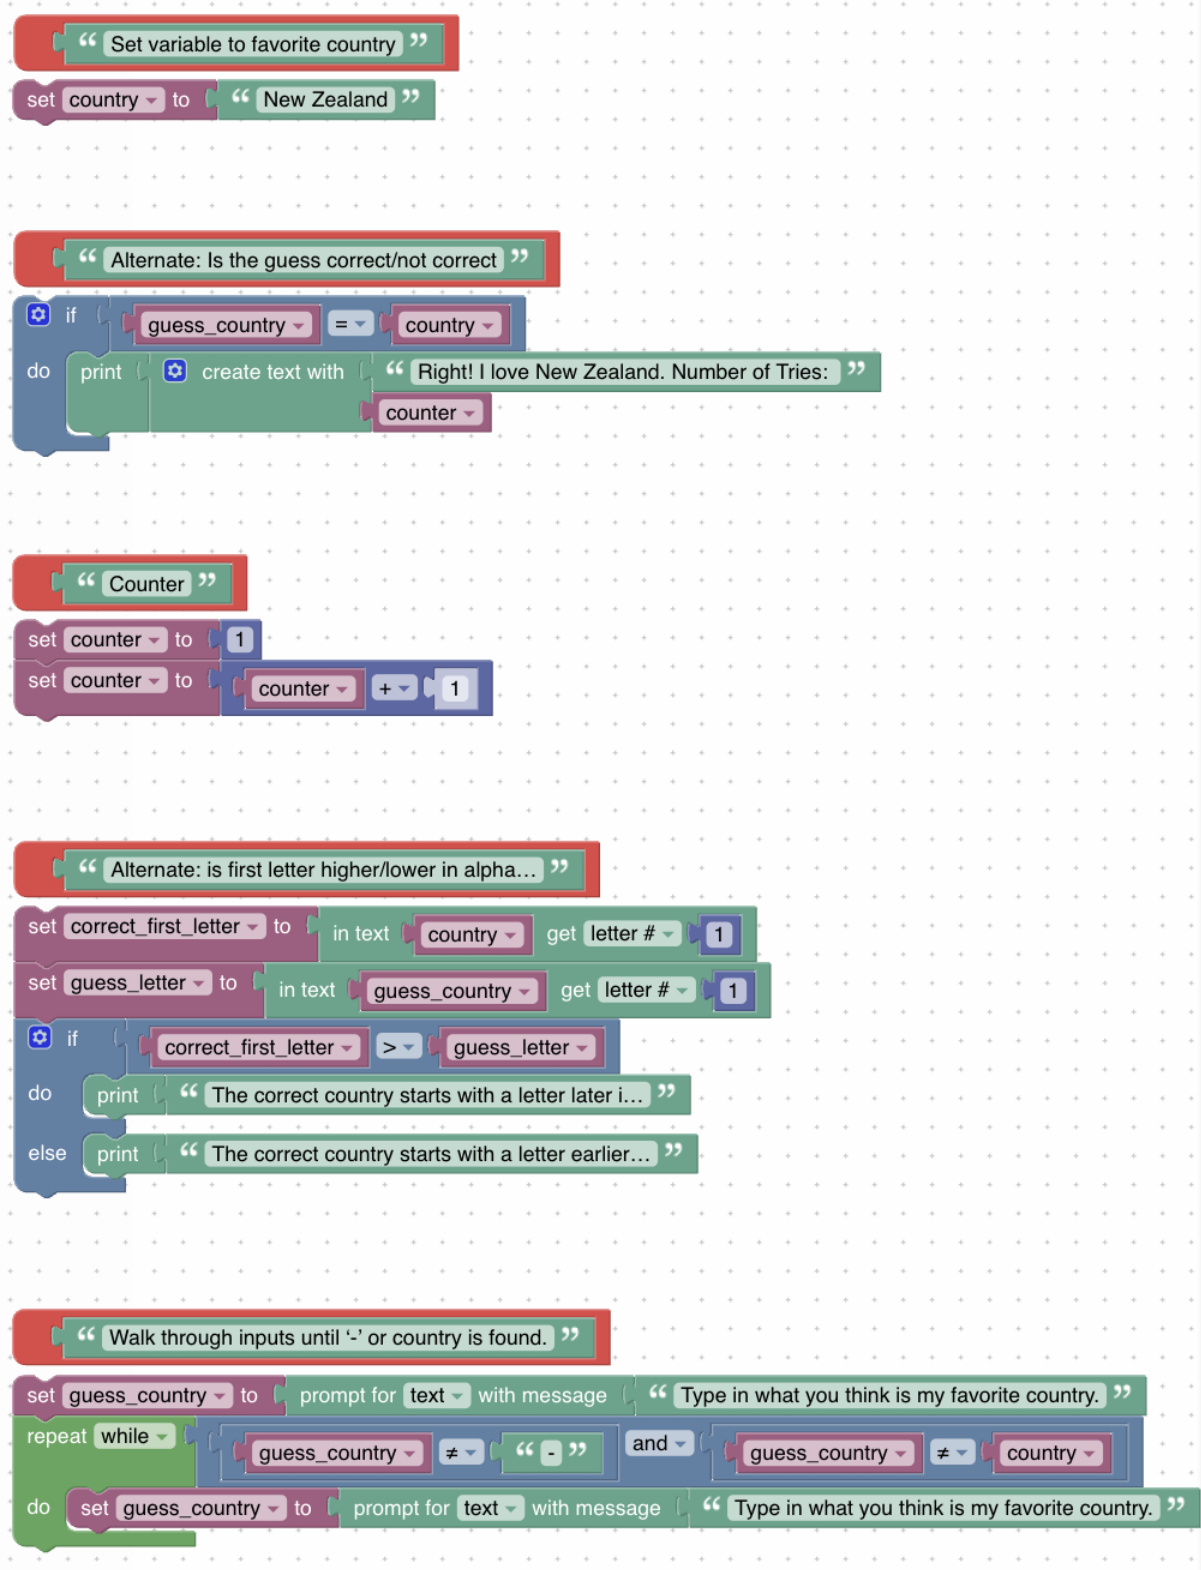 “ Set variable to favorite country ”
set country to “ New Zealand ”
“ Alternate: Is the guess correct/not correct ”
if guess_country = country
do print create text with “ Right! I love New Zealand. Number of Tries: ”
counter
“ Counter ”
set counter to 1
set counter to counter + 1
“ Alternate: is first letter higher/lower in alpha... ”
set correct_first_letter to in text country get letter # 1
set guess_letter to in text guess_country get letter # 1
if correct_first_letter > guess_letter
do print “ The correct country starts with a letter later i... ”
else print “ The correct country starts with a letter earlier... ”
“ Walk through inputs until ‘-’ or country is found. ”
set guess_country to prompt for text with message “ Type in what you think is my favorite country. ”
repeat while guess_country ≠ “ - ” and guess_country ≠ country
do set guess_country to prompt for text with message “ Type in what you think is my favorite country. ”